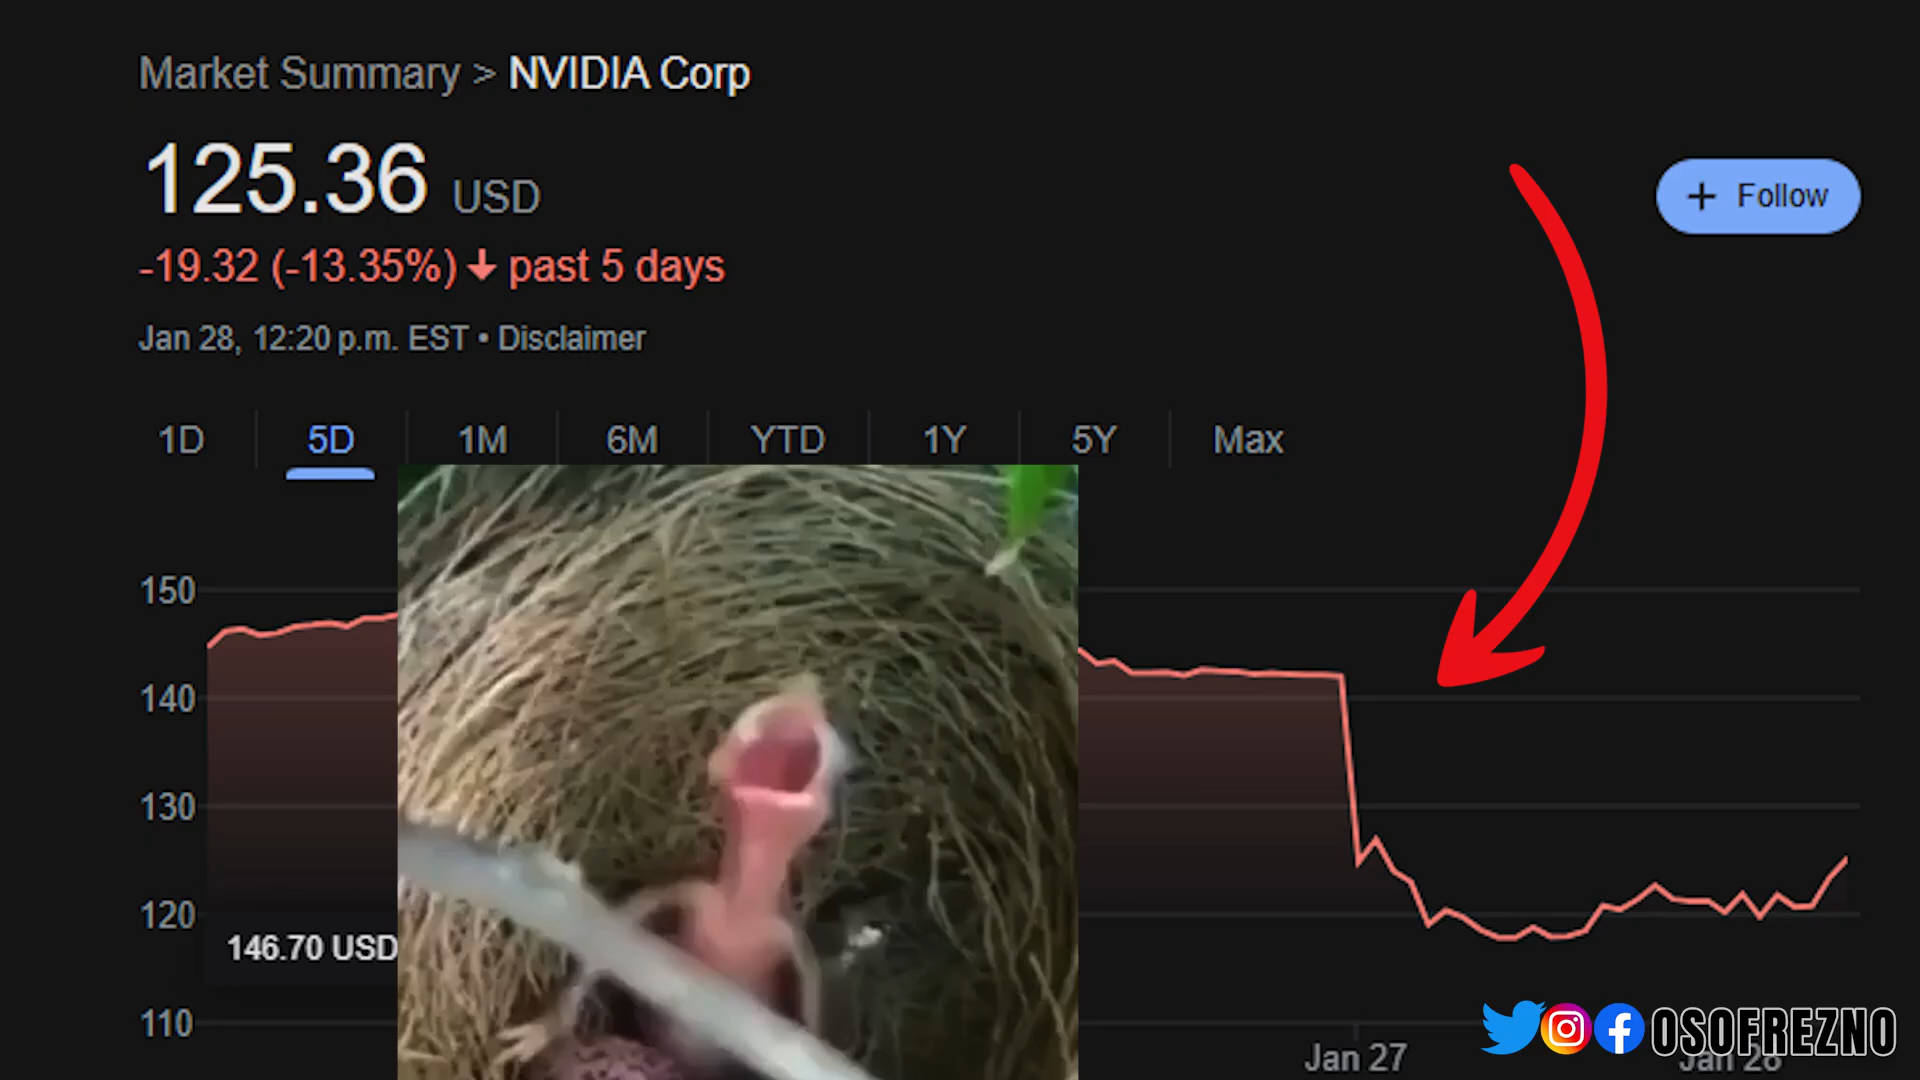 Market Summary > NVIDIA Corp
125.36 USD
+ Follow
-19.32 (-13.35%) ↓ past 5 days
Jan 28, 12:20 p.m. EST • Disclaimer
1D 5D 1M 6M YTD 1Y 5Y Max
150
140
130
120
146.70 USD
110
Jan 27
Jan 28
OSOFREZNO